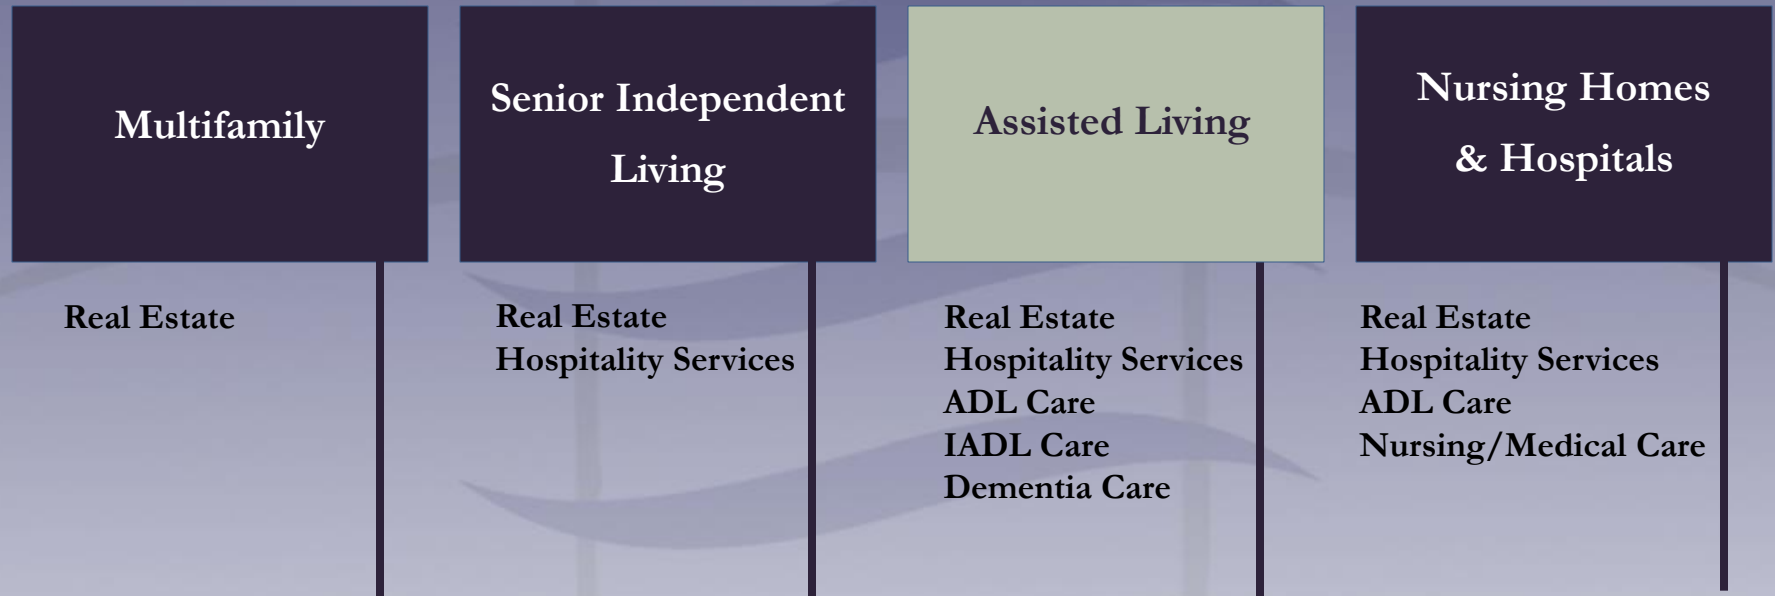 Multifamily
Senior Independent
Living
Assisted Living
Nursing Homes
& Hospitals
Real Estate
Real Estate
Hospitality Services
Real Estate
Hospitality Services
ADL Care
IADL Care
Dementia Care
Real Estate
Hospitality Services
ADL Care
Nursing/Medical Care